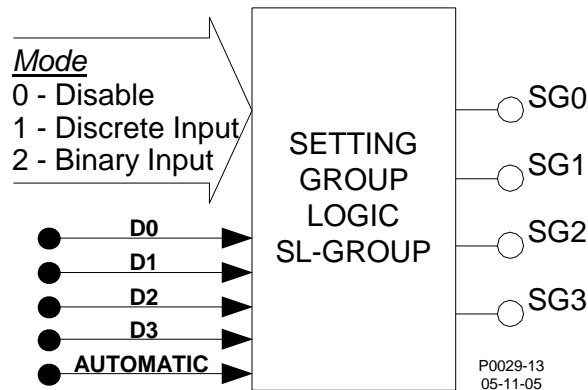 Mode
0 - Disable
1 - Discrete Input
2 - Binary Input
D0
D1
D2
D3
AUTOMATIC
SETTING
GROUP
LOGIC
SL-GROUP
SG0
SG1
SG2
SG3
P0029-13
05-11-05